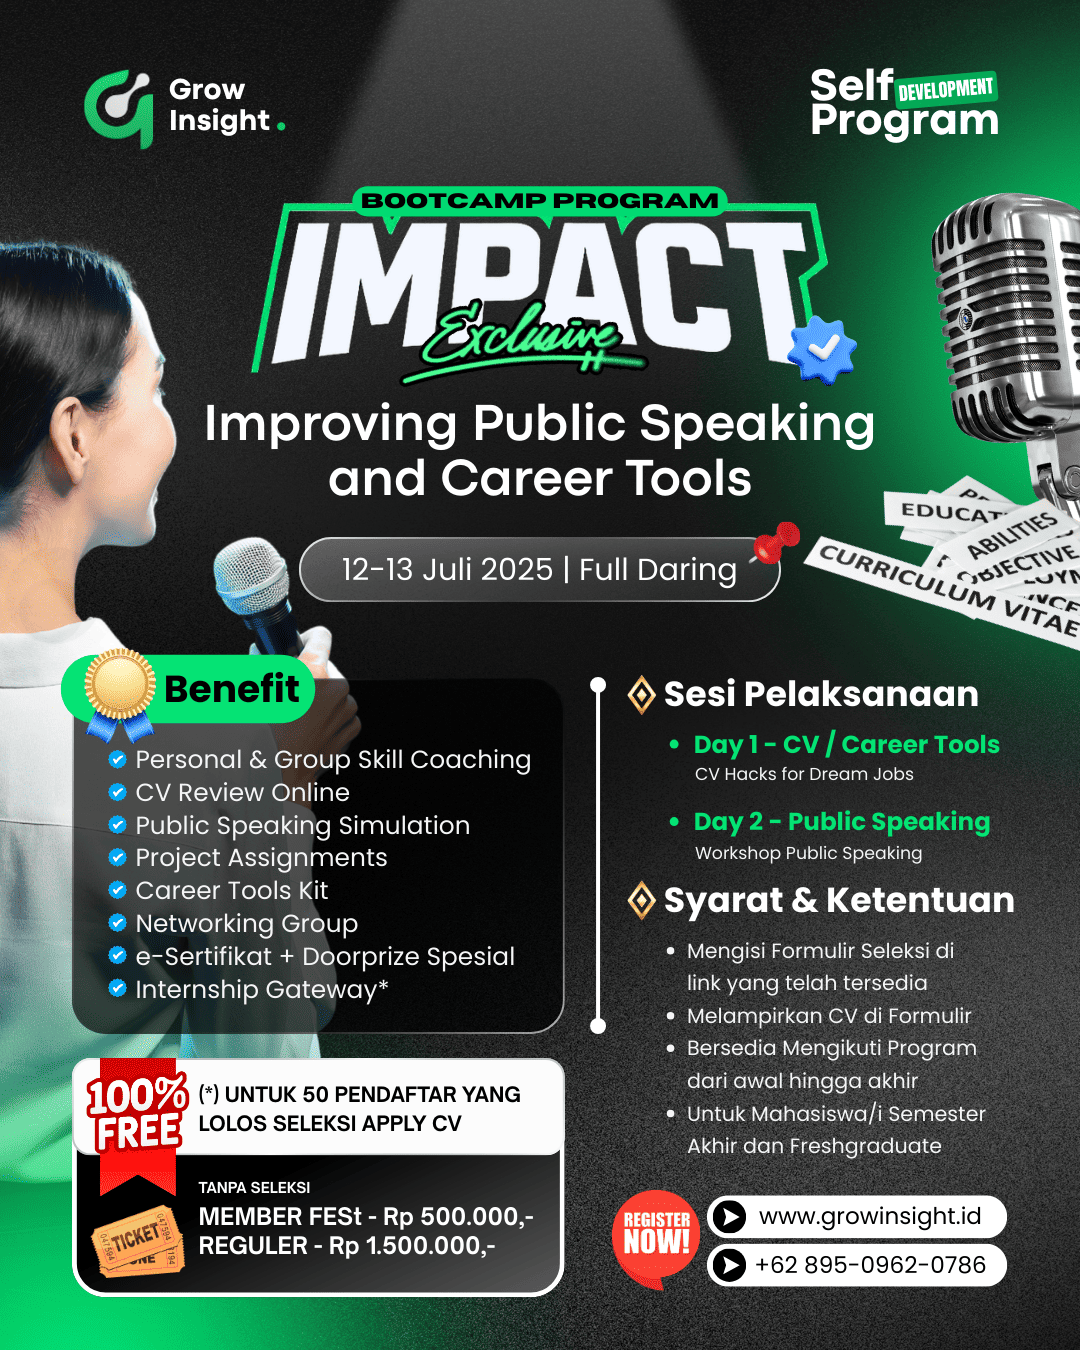 Grow
Insight.
Self DEVELOPMENT
Program
BOOTCAMP PROGRAM
IMPACT
Exclusive
Improving Public Speaking
and Career Tools
12-13 Juli 2025 | Full Daring
EDUCAT
ABILITIES
OBJECTIVE
CURRICULUM VITAE
Benefit
Personal & Group Skill Coaching
CV Review Online
Public Speaking Simulation
Project Assignments
Career Tools Kit
Networking Group
e-Sertifikat + Doorprize Spesial
Internship Gateway*
Sesi Pelaksanaan
Day 1 - CV / Career Tools
CV Hacks for Dream Jobs
Day 2 - Public Speaking
Workshop Public Speaking
Syarat & Ketentuan
Mengisi Formulir Seleksi di
link yang telah tersedia
Melampirkan CV di Formulir
Bersedia Mengikuti Program
dari awal hingga akhir
Untuk Mahasiswa/i Semester
Akhir dan Freshgraduate
100%
FREE
(*) UNTUK 50 PENDAFTAR YANG
LOLOS SELEKSI APPLY CV
TANPA SELEKSI
MEMBER FESt - Rp 500.000,-
REGULER - Rp 1.500.000,-
TICKET
047594
REGISTER
NOW!
www.growinsight.id
+62 895-0962-0786